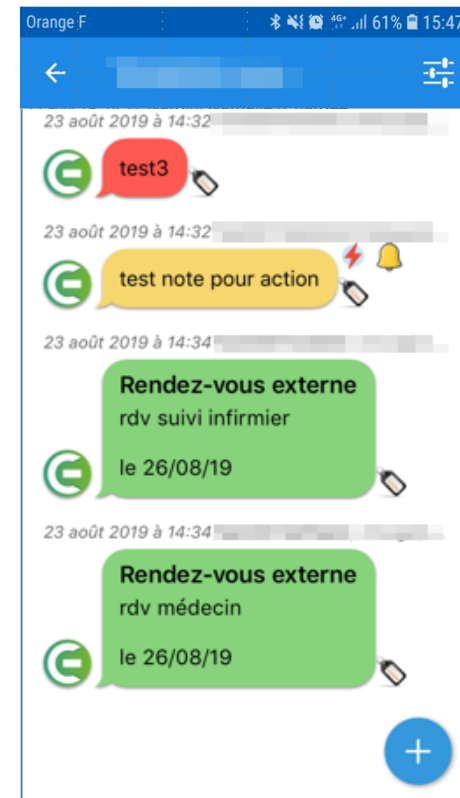 Orange F 4G+ 61% 15:47
23 août 2019 à 14:32
test3
23 août 2019 à 14:32
test note pour action
23 août 2019 à 14:34
Rendez-vous externe
rdv suivi infirmier
le 26/08/19
23 août 2019 à 14:34
Rendez-vous externe
rdv médecin
le 26/08/19